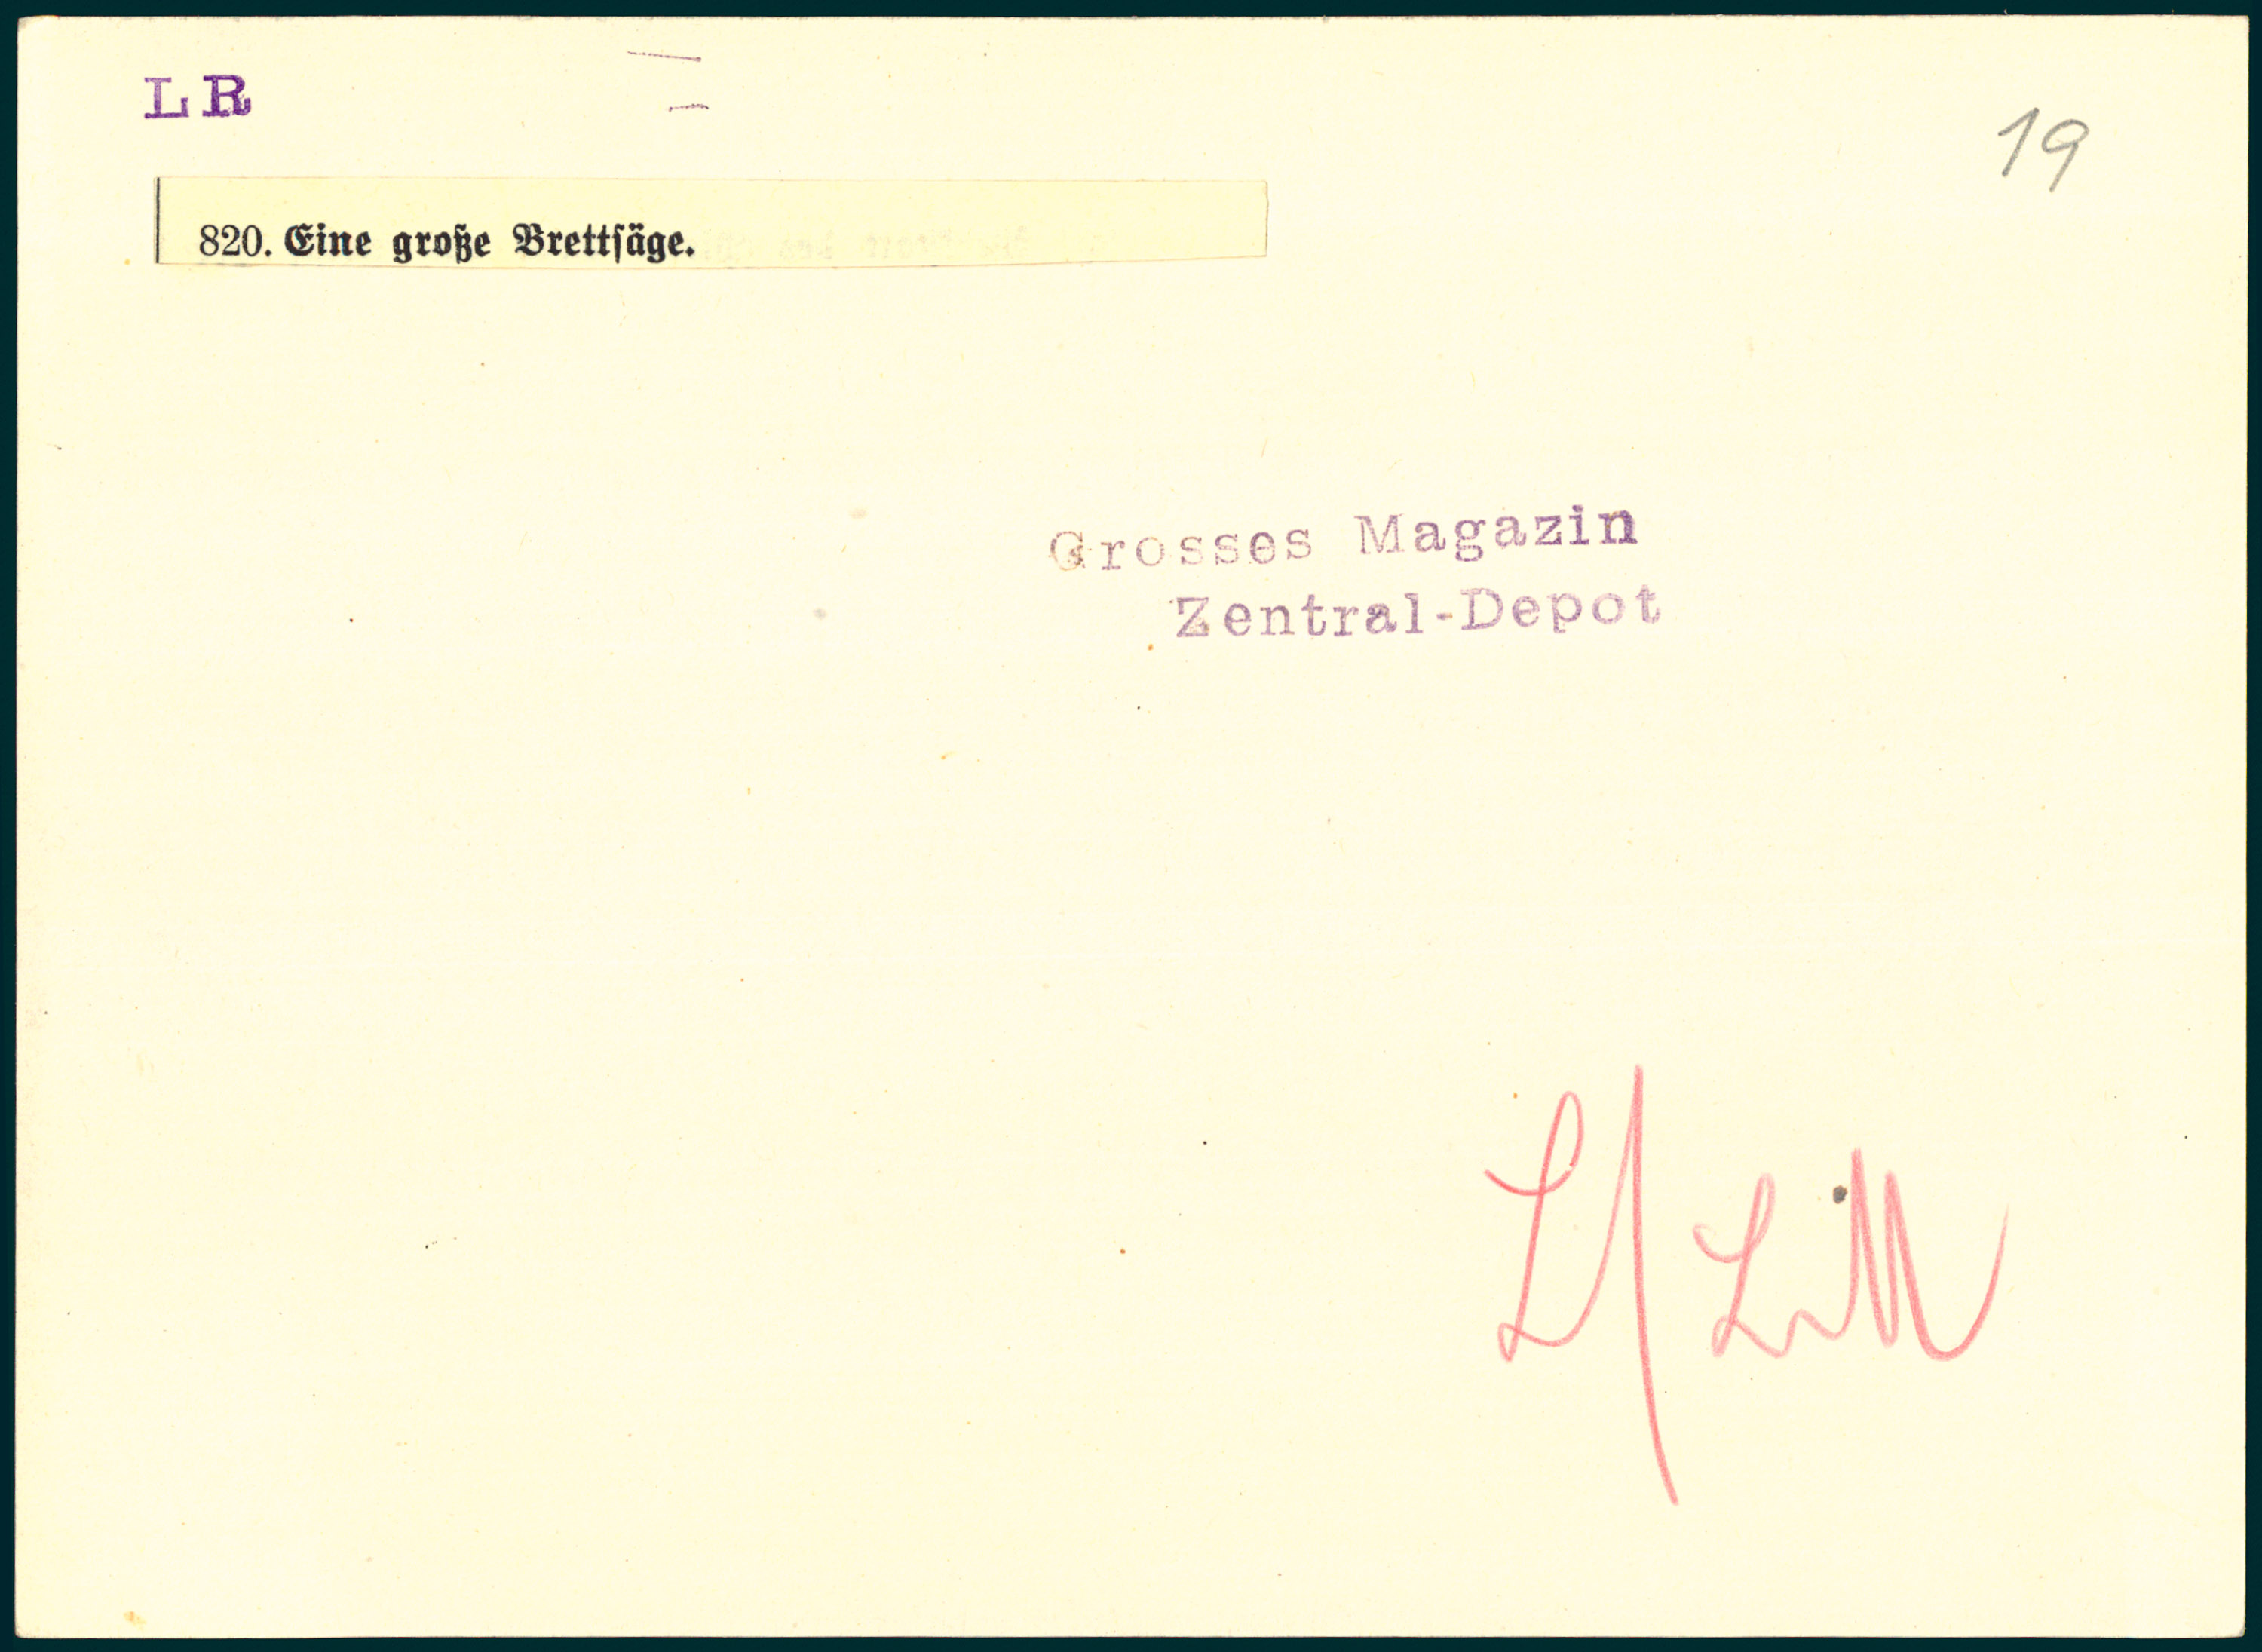 LR
19
820. Eine große Brettſäge.
Grosses Magazin
Zentral-Depot